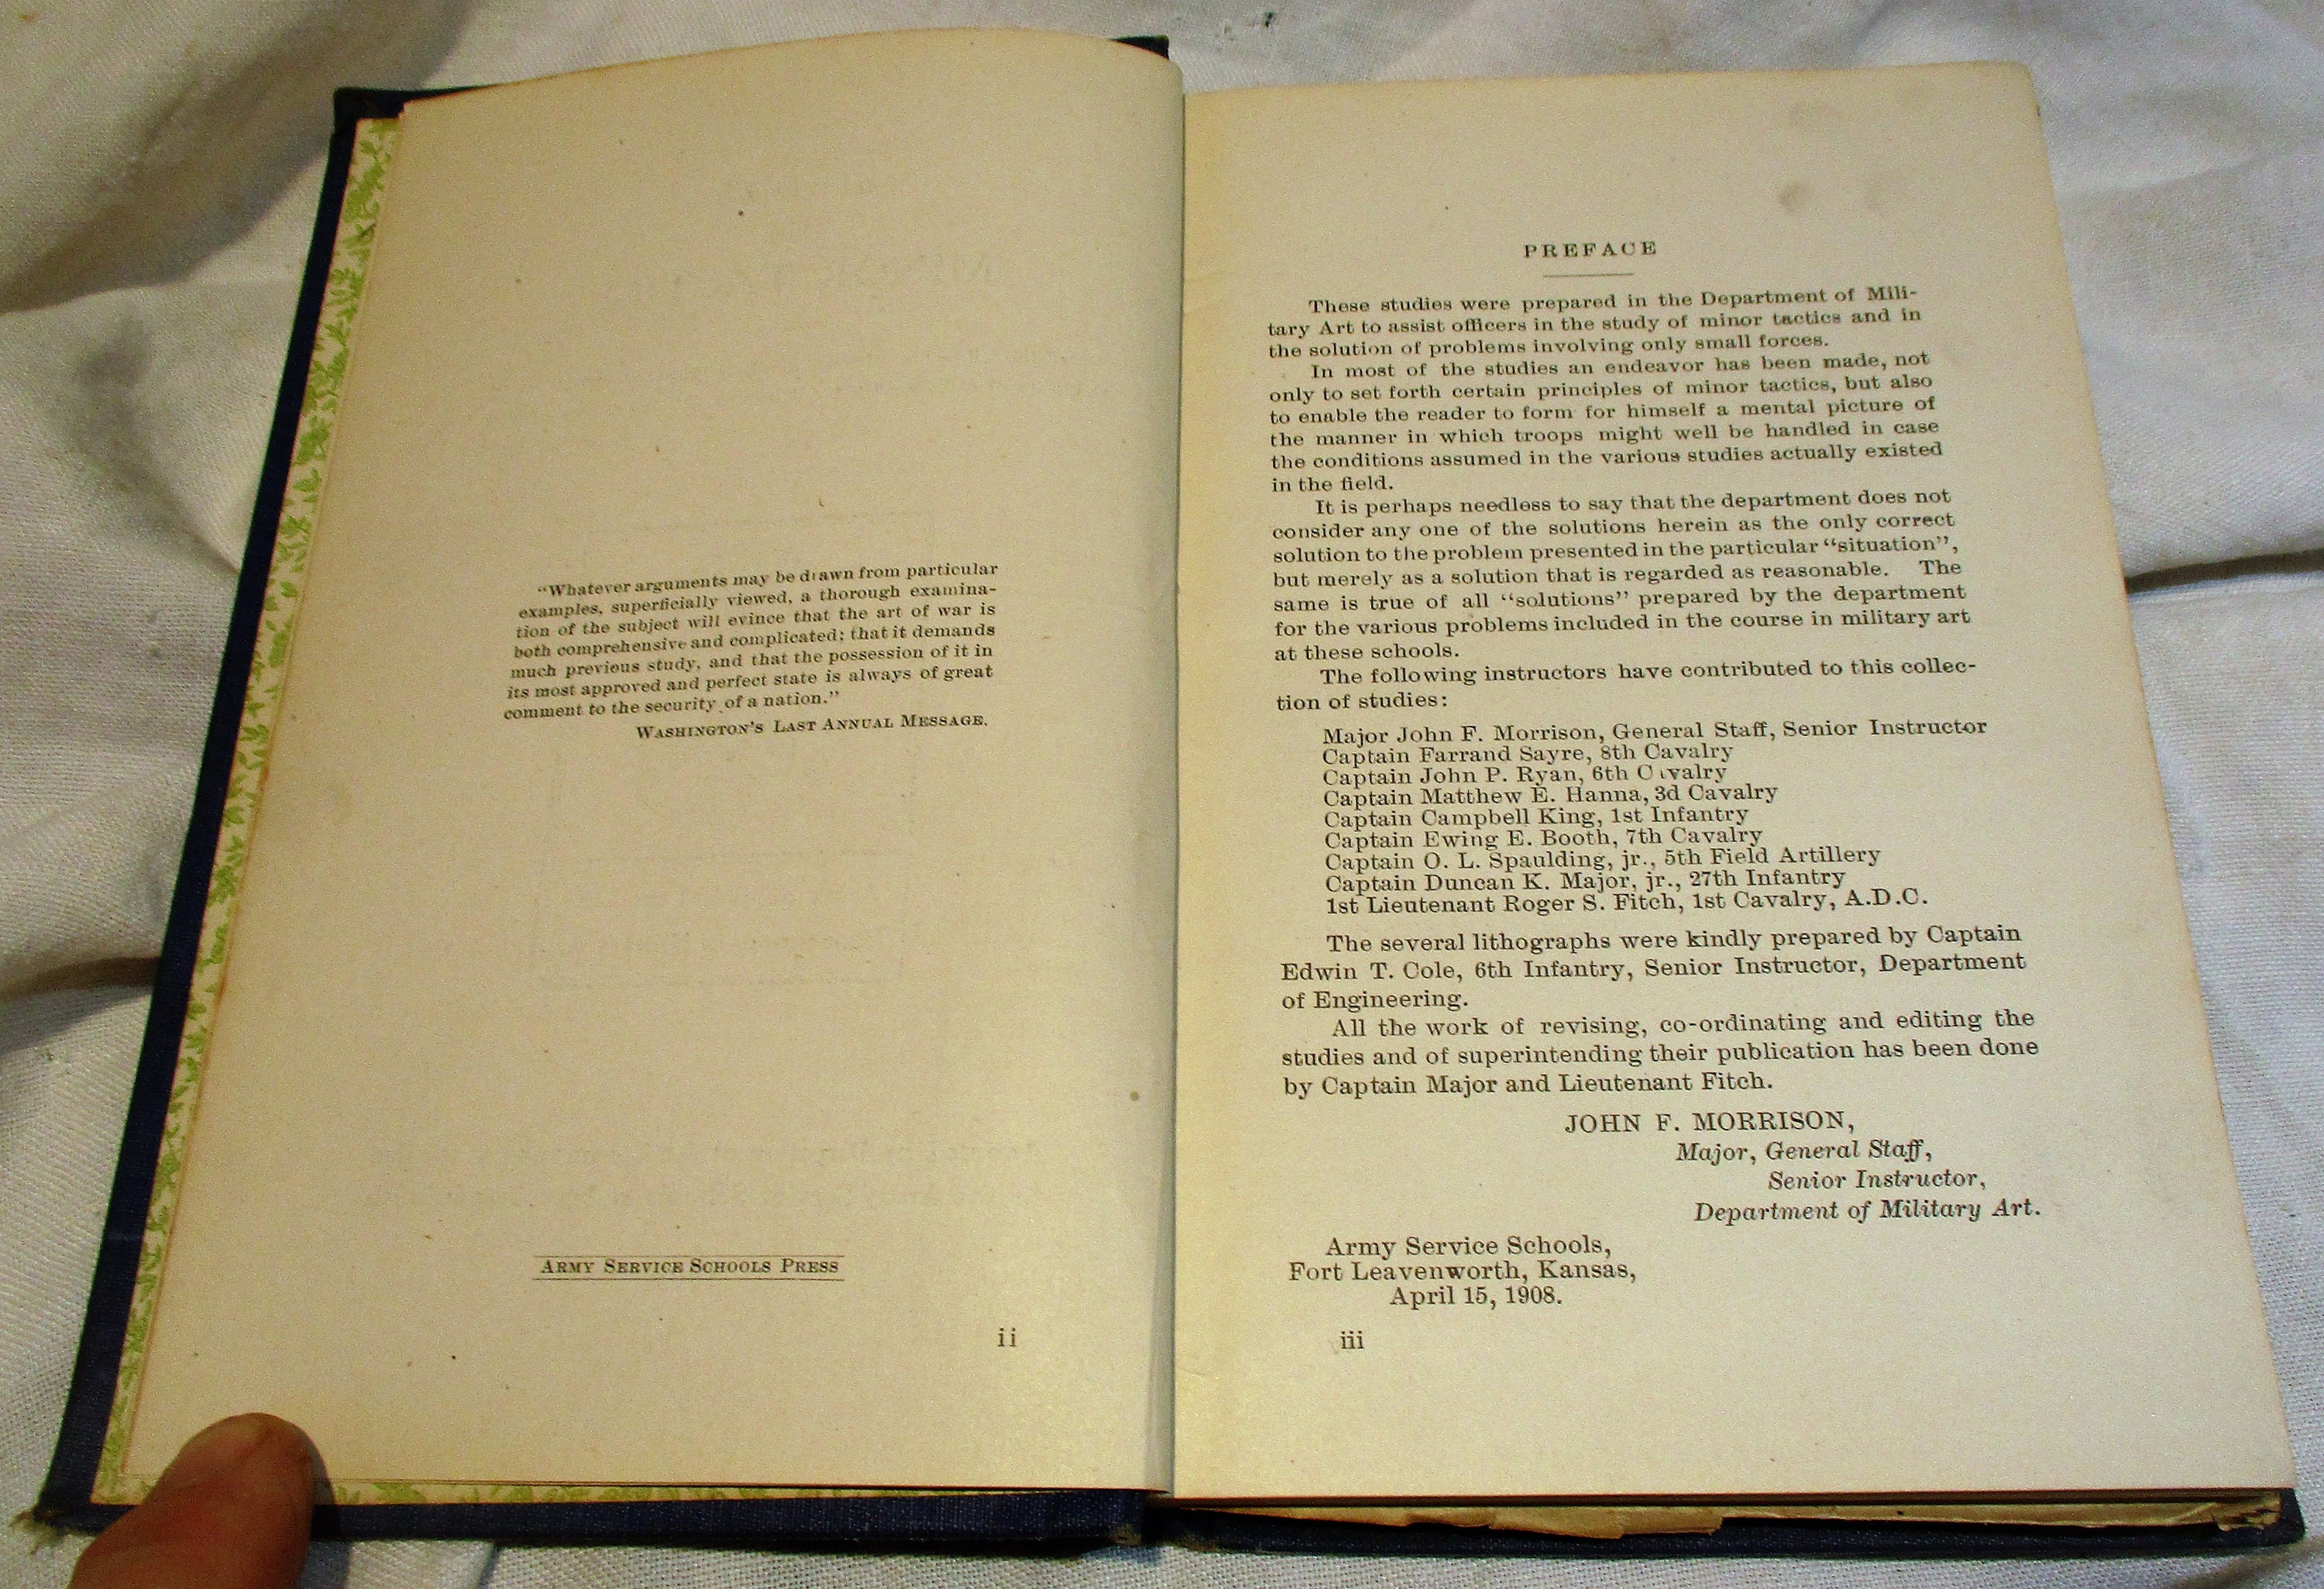 "Whatever arguments may be drawn from particular
examples, superficially viewed, a thorough examina-
tion of the subject will evince that the art of war is
both comprehensive and complicated; that it demands
much previous study, and that the possession of it in
its most approved and perfect state is always of great
comment to the security of a nation."
WASHINGTON'S LAST ANNUAL MESSAGE.
ARMY SERVICE SCHOOLS PRESS
ii
PREFACE
These studies were prepared in the Department of Mili-
tary Art to assist officers in the study of minor tactics and in
the solution of problems involving only small forces.
In most of the studies an endeavor has been made, not
only to set forth certain principles of minor tactics, but also
to enable the reader to form for himself a mental picture of
the manner in which troops might well be handled in case
the conditions assumed in the various studies actually existed
in the field.
It is perhaps needless to say that the department does not
consider any one of the solutions herein as the only correct
solution to the problem presented in the particular "situation",
but merely as a solution that is regarded as reasonable. The
same is true of all "solutions" prepared by the department
for the various problems included in the course in military art
at these schools.
The following instructors have contributed to this collec-
tion of studies:
Major John F. Morrison, General Staff, Senior Instructor
Captain Farrand Sayre, 8th Cavalry
Captain John P. Ryan, 6th Cavalry
Captain Matthew E. Hanna, 3d Cavalry
Captain Campbell King, 1st Infantry
Captain Ewing E. Booth, 7th Cavalry
Captain O. L. Spaulding, jr., 5th Field Artillery
Captain Duncan K. Major, jr., 27th Infantry
1st Lieutenant Roger S. Fitch, 1st Cavalry, A.D.C.
The several lithographs were kindly prepared by Captain
Edwin T. Cole, 6th Infantry, Senior Instructor, Department
of Engineering.
All the work of revising, co-ordinating and editing the
studies and of superintending their publication has been done
by Captain Major and Lieutenant Fitch.
JOHN F. MORRISON,
Major, General Staff,
Senior Instructor,
Department of Military Art.
Army Service Schools,
Fort Leavenworth, Kansas,
April 15, 1908.
iii